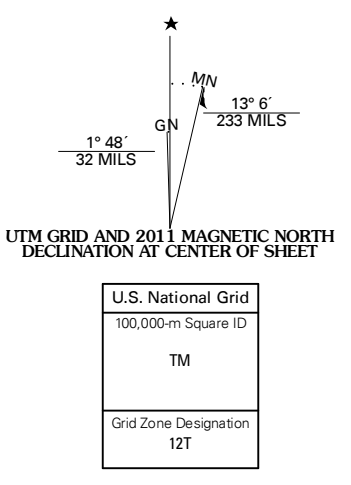 MN
GN
13° 6´
233 MILS
1° 48´
32 MILS
UTM GRID AND 2011 MAGNETIC NORTH
DECLINATION AT CENTER OF SHEET
U.S. National Grid
100,000-m Square ID
TM
Grid Zone Designation
12T